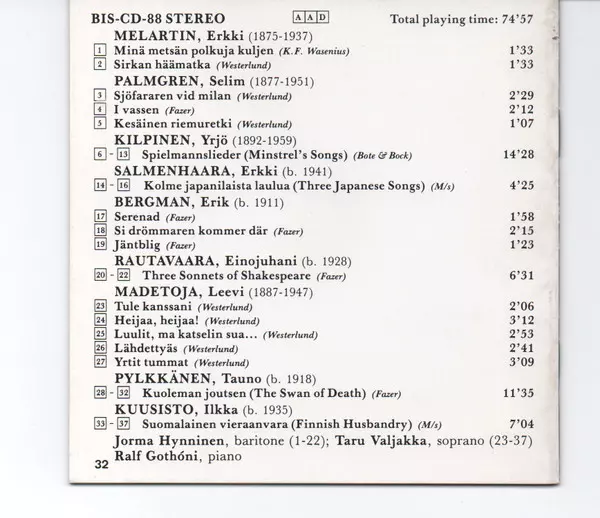 BIS-CD-88 STEREO A A D Total playing time: 74'57
MELARTIN, Erkki (1875-1937)
1 Minä metsän polkuja kuljen (K.F. Wasenius) 1'33
2 Sirkan häämatka (Westerlund) 1'33
PALMGREN, Selim (1877-1951)
3 Sjöfararen vid milan (Westerlund) 2'29
4 I vassen (Fazer) 2'12
5 Kesäinen riemuretki (Westerlund) 1'07
KILPINEN, Yrjö (1892-1959)
6 - 13 Spielmannslieder (Minstrel's Songs) (Bote & Bock) 14'28
SALMENHAARA, Erkki (b. 1941)
14 - 16 Kolme japanilaista laulua (Three Japanese Songs) (M/s) 4'25
BERGMAN, Erik (b. 1911)
17 Serenad (Fazer) 1'58
18 Si drömmaren kommer där (Fazer) 2'15
19 Jäntblig (Fazer) 1'23
RAUTAVAARA, Einojuhani (b. 1928)
20 - 22 Three Sonnets of Shakespeare (Fazer) 6'31
MADETOJA, Leevi (1887-1947)
23 Tule kanssani (Westerlund) 2'06
24 Heijaa, heijaa! (Westerlund) 3'12
25 Luulit, ma katselin sua... (Westerlund) 2'53
26 Lähdettyäs (Westerlund) 2'41
27 Yrtit tummat (Westerlund) 3'09
PYLKKÄNEN, Tauno (b. 1918)
28 - 32 Kuoleman joutsen (The Swan of Death) (Fazer) 11'35
KUUSISTO, Ilkka (b. 1935)
33 - 37 Suomalainen vieraanvara (Finnish Husbandry) (M/s) 7'04
Jorma Hynninen, baritone (1-22); Taru Valjakka, soprano (23-37)
Ralf Gothóni, piano
32